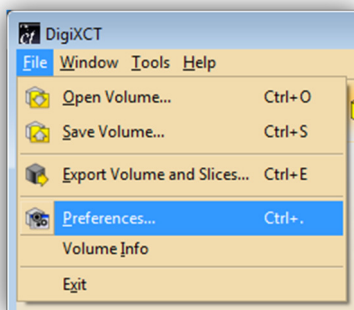 DigiXCT
File Window Tools Help
Open Volume... Ctrl+O
Save Volume... Ctrl+S
Export Volume and Slices... Ctrl+E
Preferences... Ctrl+.
Volume Info
Exit